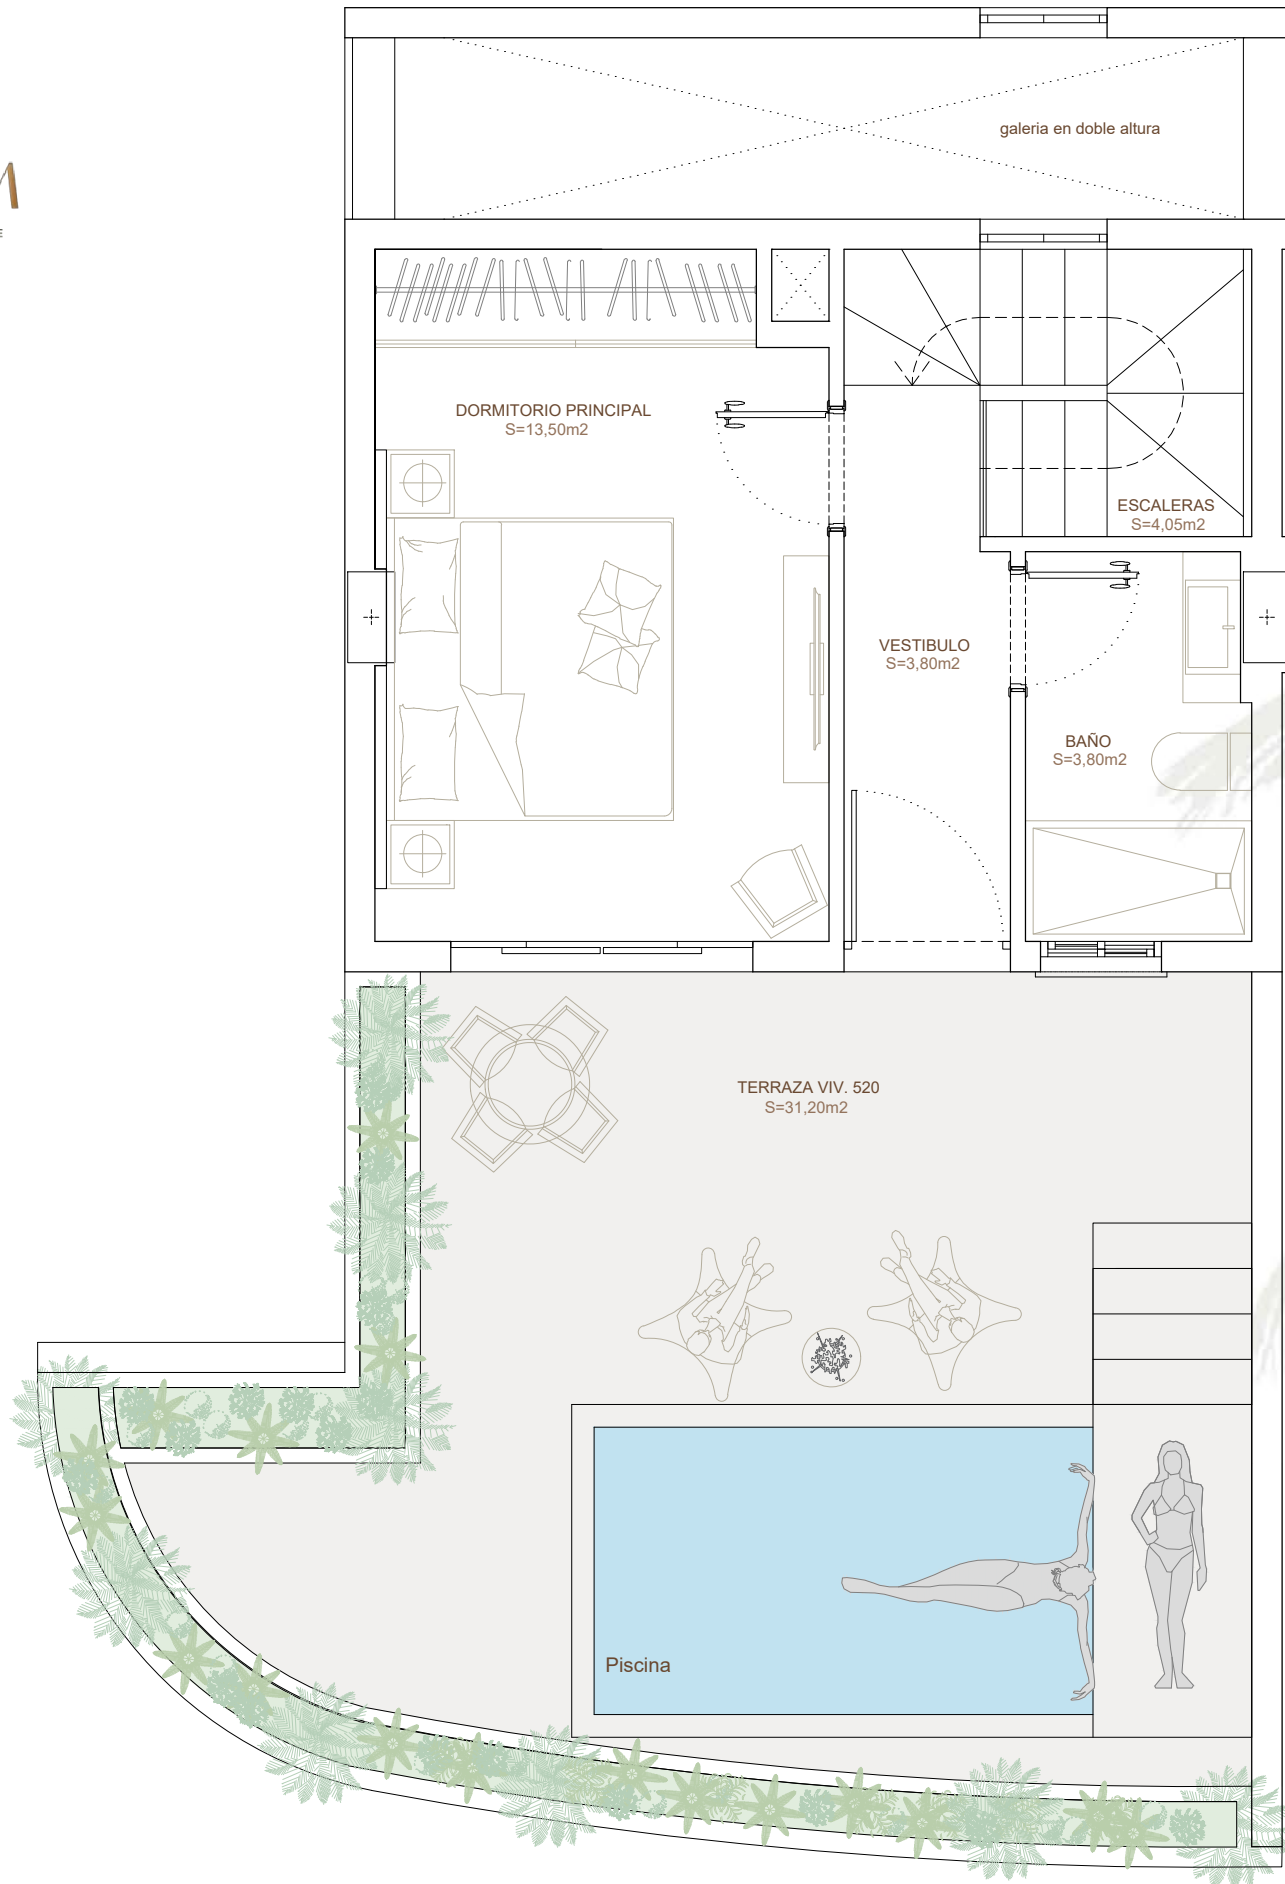 galeria en doble altura
DORMITORIO PRINCIPAL
S=13,50m2
ESCALERAS
S=4,05m2
VESTIBULO
S=3,80m2
BAÑO
S=3,80m2
TERRAZA VIV. 520
S=31,20m2
Piscina